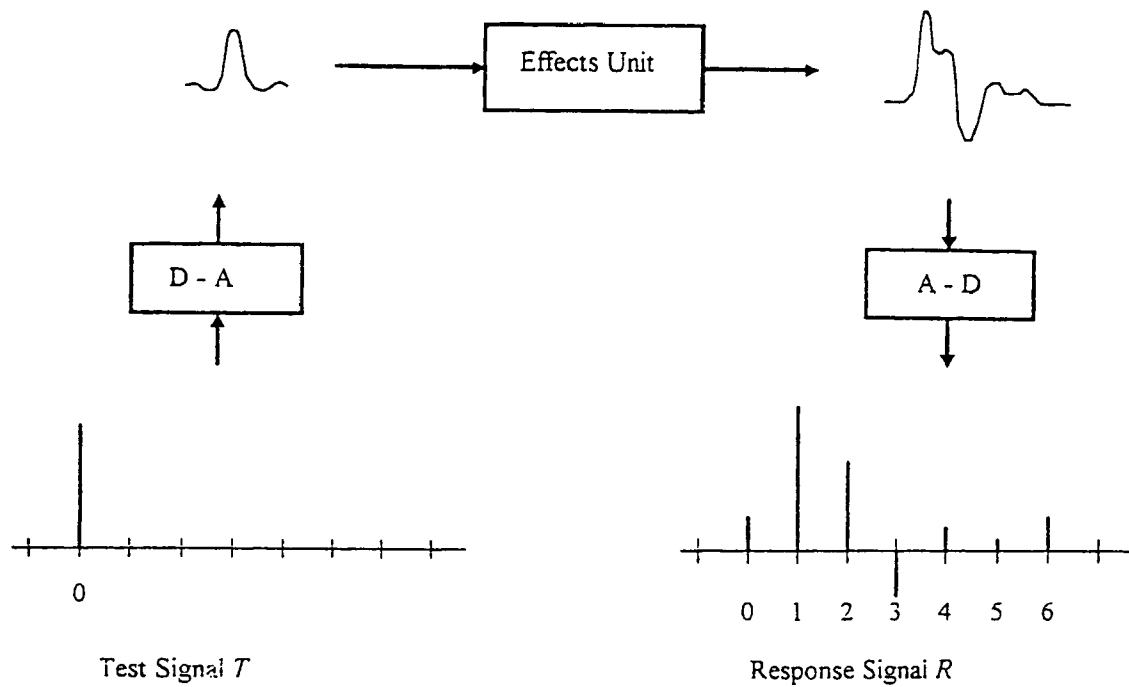 Effects Unit
D - A
A - D
0
0 1 2 3 4 5 6
Test Signal T
Response Signal R